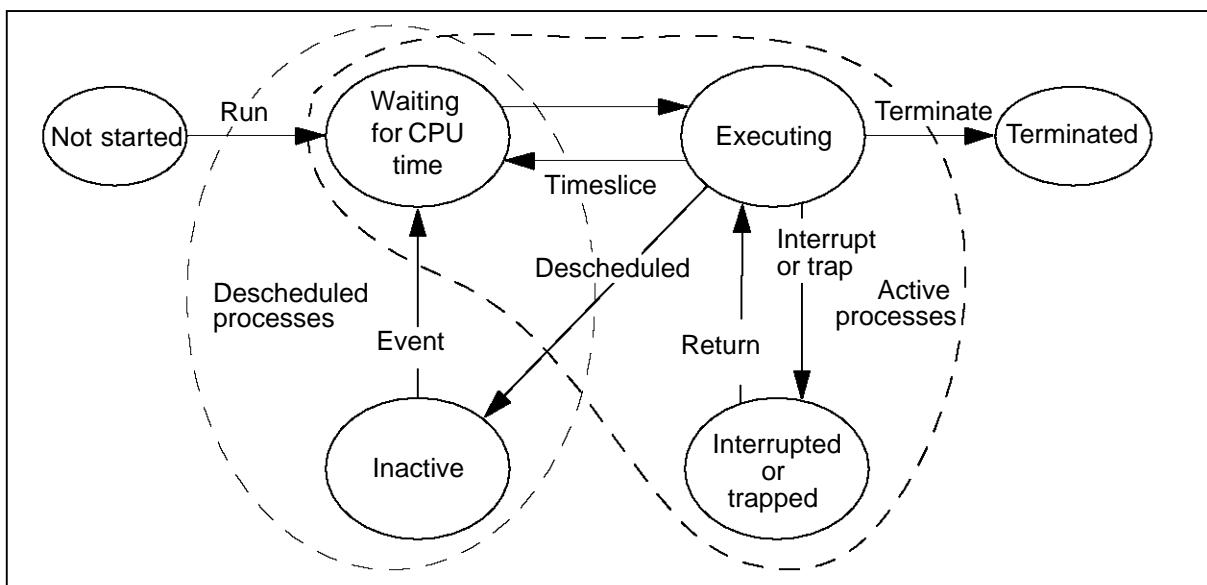 Not started
Run
Waiting
for CPU
time
Executing
Terminate
Terminated
Timeslice
Descheduled
processes
Event
Descheduled
Interrupt
or trap
Return
Active
processes
Inactive
Interrupted
or
trapped